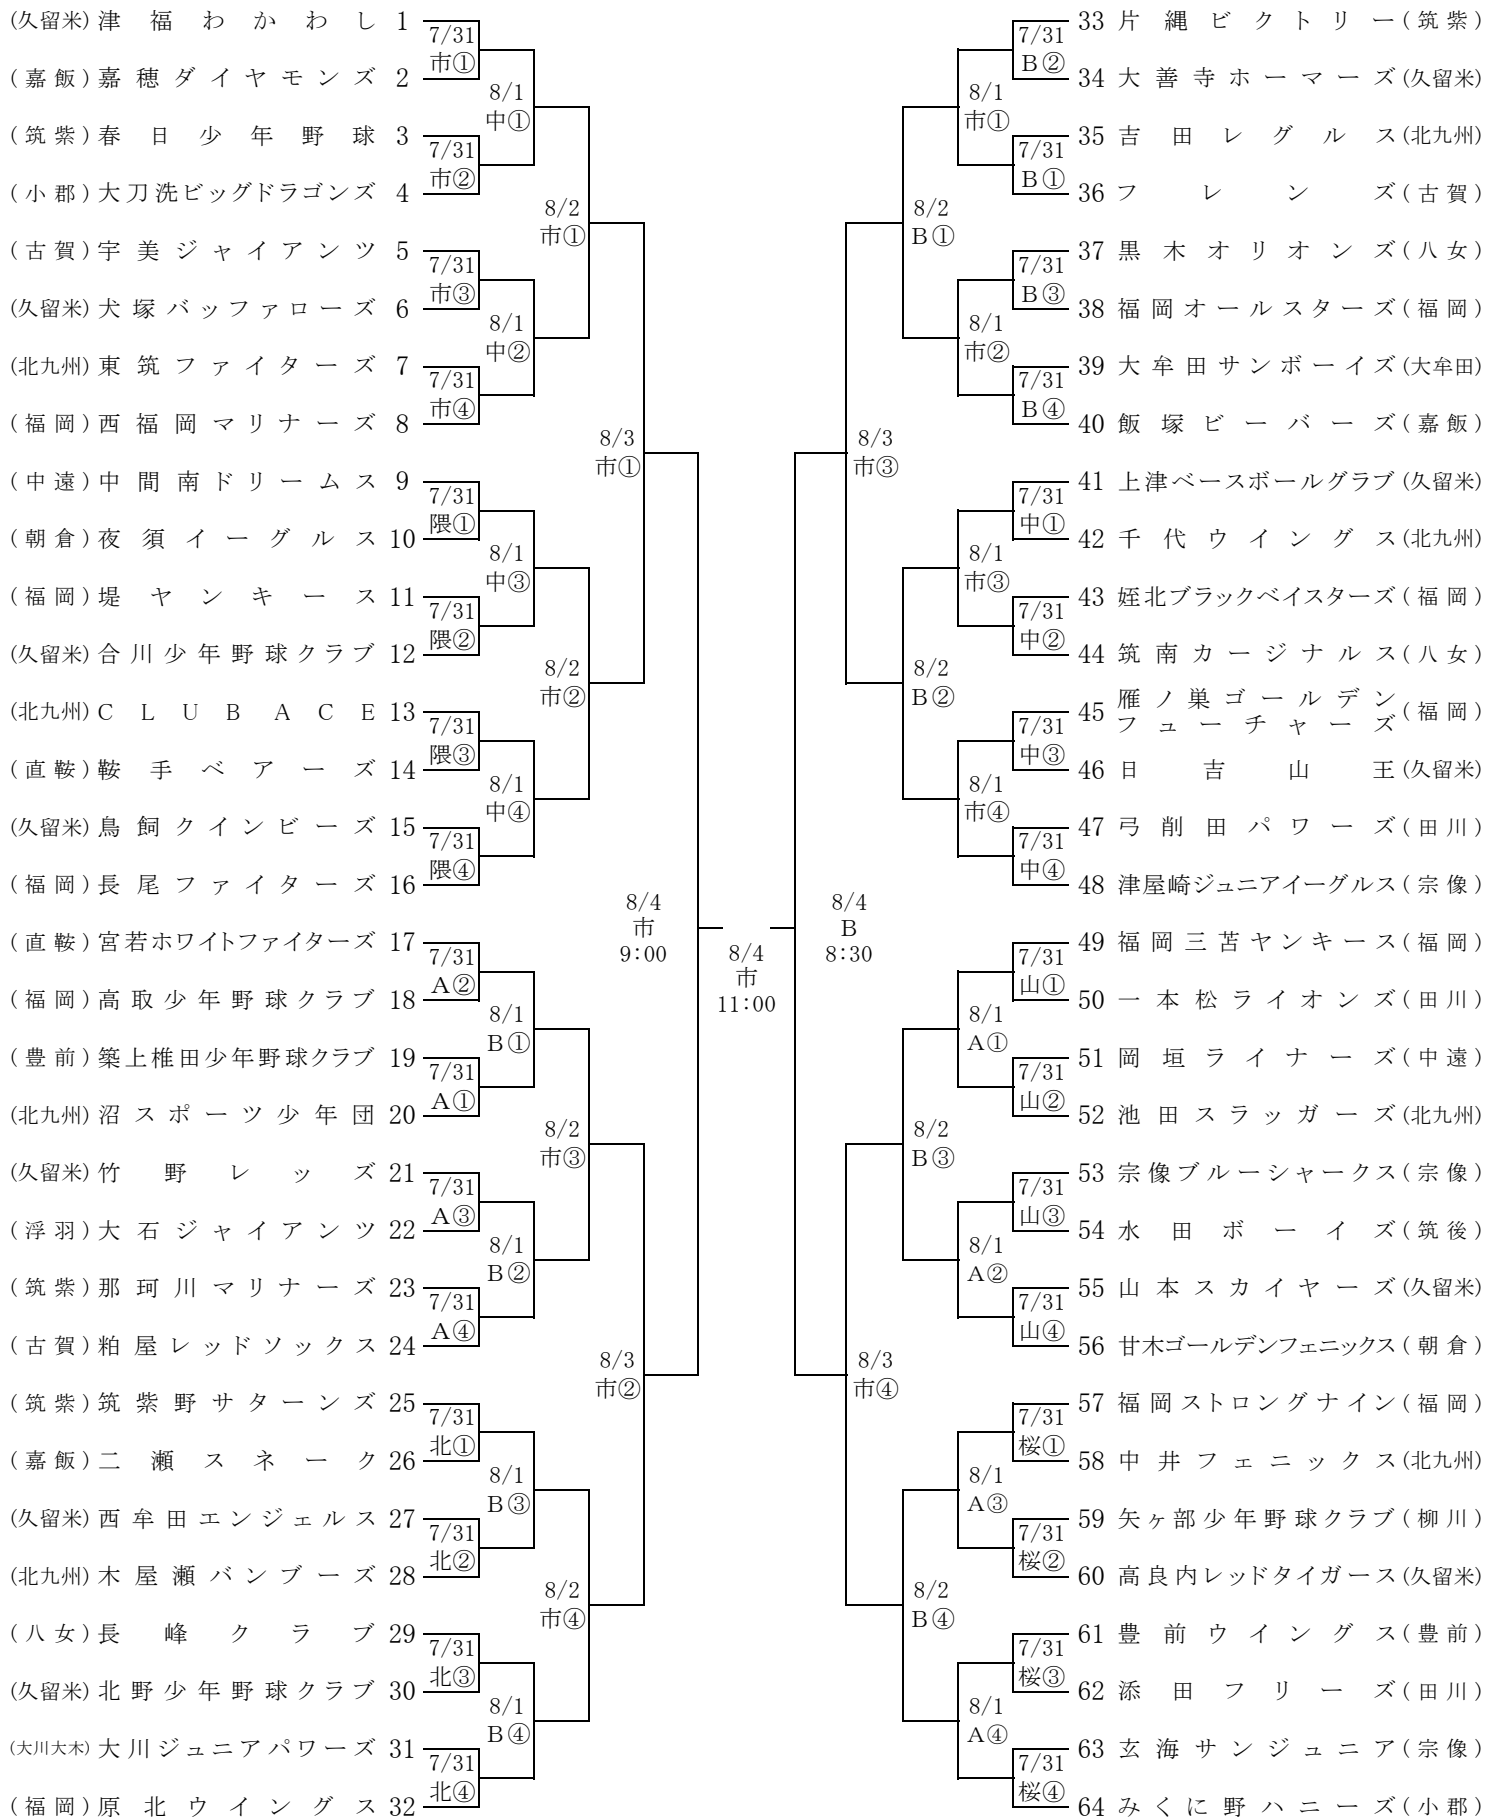 (久留米) 津福わかわし 1
7/31
市①
(嘉飯) 嘉穂ダイヤモンズ 2
8/1
中①
(筑紫) 春日少年野球 3
7/31
市②
(小郡) 大刀洗ビッグドラゴンズ 4
8/2
市①
(古賀) 宇美ジャイアンツ 5
7/31
市③
(久留米) 犬塚バッファローズ 6
8/1
中②
(北九州) 東筑ファイターズ 7
7/31
市④
(福岡) 西福岡マリナーズ 8
8/3
市①
(中遠) 中間南ドリームス 9
7/31
隈①
(朝倉) 夜須イーグルス 10
8/1
中③
(福岡) 堤ヤンキース 11
7/31
隈②
(久留米) 合川少年野球クラブ 12
8/2
市②
(北九州) CLUBACE 13
7/31
隈③
(直鞍) 鞍手ベアーズ 14
8/1
中④
(久留米)鳥飼クインビーズ 15
7/31
隈④
(福岡) 長尾ファイターズ 16
8/4
市
9:00
(直鞍) 宮若ホワイトファイターズ 17
7/31
A②
(福岡) 高取少年野球クラブ 18
8/1
B①
(豊前) 築上椎田少年野球クラブ 19
7/31
A①
(北九州) 沼スポーツ少年団 20
8/2
市③
(久留米) 竹野レッズ 21
7/31
A③
(浮羽) 大石ジャイアンツ 22
8/1
B②
(筑紫) 那珂川マリナーズ 23
7/31
A④
(古賀) 粕屋レッドソックス 24
8/3
市②
(筑紫) 筑紫野サターンズ 25
7/31
北①
(嘉飯) 二瀬スネーク 26
8/1
B③
(久留米) 西牟田エンジェルス 27
7/31
北②
(北九州) 木屋瀬バンブーズ 28
8/2
市④
(八女) 長峰クラブ 29
7/31
北③
(久留米) 北野少年野球クラブ 30
8/1
B④
(大川大木) 大川ジュニアパワーズ 31
7/31
北④
(福岡) 原北ウイングス 32
8/4
市
11:00
33 片縄ビクトリー (筑紫)
7/31
B②
34 大善寺ホーマーズ (久留米)
8/1
市①
35 吉田レグルス (北九州)
7/31
B①
36 フレンズ (古賀)
8/2
B①
37 黒木オリオンズ (八女)
7/31
B③
38 福岡オールスターズ (福岡)
8/1
市②
39 大牟田サンボーイズ (大牟田)
7/31
B④
40 飯塚ビーバーズ (嘉飯)
8/3
市③
41 上津ベースボールグラブ (久留米)
7/31
中①
42 千代ウイングス (北九州)
8/1
市③
43 姪北ブラックベイスターズ (福岡)
7/31
中②
44 筑南カージナルス (八女)
8/2
B②
45 雁ノ巣ゴールデン
フューチャーズ (福岡)
7/31
中③
46 日吉山王 (久留米)
8/1
市④
47 弓削田パワーズ (田川)
7/31
中④
48 津屋崎ジュニアイーグルス (宗像)
8/4
B
8:30
49 福岡三苫ヤンキース (福岡)
7/31
山①
50 一本松ライオンズ (田川)
8/1
A①
51 岡垣ライナーズ (中遠)
7/31
山②
52 池田スラッガーズ (北九州)
8/2
B③
53 宗像ブルーシャークス (宗像)
7/31
山③
54 水田ボーイズ (筑後)
8/1
A②
55 山本スカイヤーズ (久留米)
7/31
山④
56 甘木ゴールデンフェニックス (朝倉)
8/3
市④
57 福岡ストロングナイン (福岡)
7/31
桜①
58 中井フェニックス (北九州)
8/1
A③
59 矢ヶ部少年野球クラブ (柳川)
7/31
桜②
60 高良内レッドタイガース (久留米)
8/2
B④
61 豊前ウイングス (豊前)
7/31
桜③
62 添田フリーズ (田川)
8/1
A④
63 玄海サンジュニア (宗像)
7/31
桜④
64 みくに野ハニーズ (小郡)